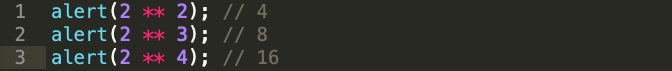 1 alert(2 ** 2); // 4
2 alert(2 ** 3); // 8
3 alert(2 ** 4); // 16